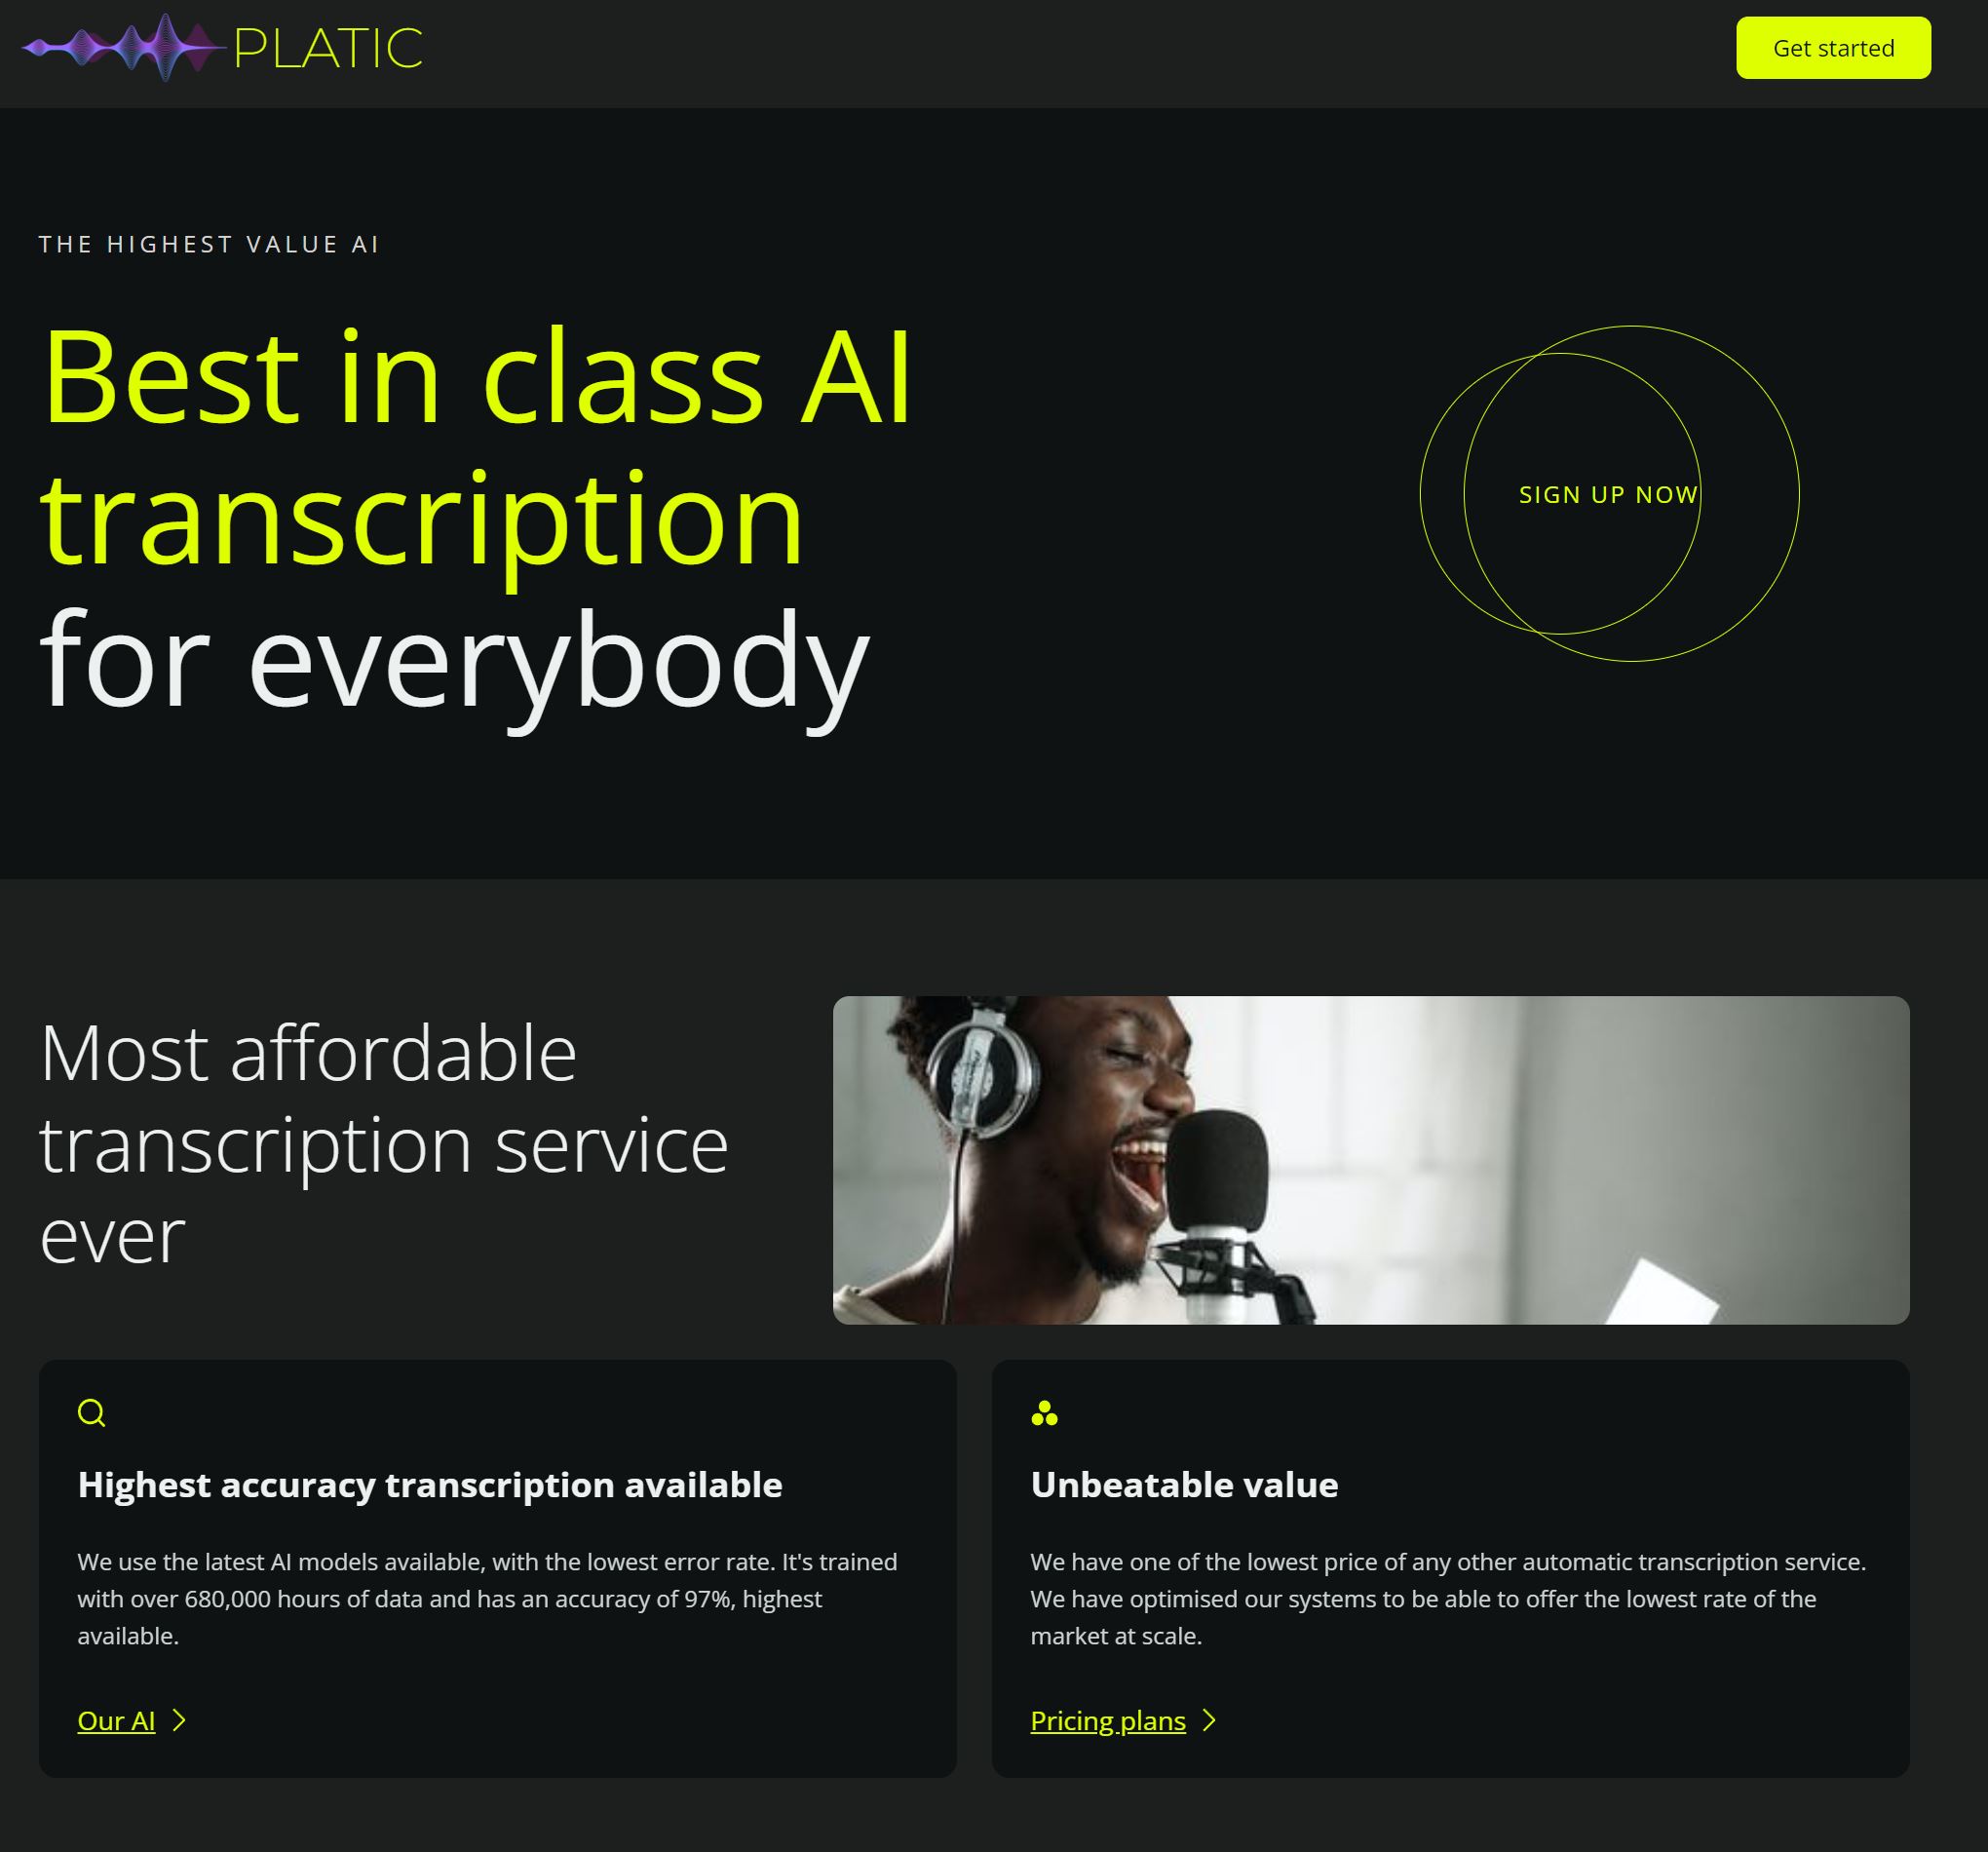 PLATIC
Get started
THE HIGHEST VALUE AI
Best in class AI
transcription
for everybody
SIGN UP NOW
Most affordable
transcription service
ever
Highest accuracy transcription available
We use the latest AI models available, with the lowest error rate. It's trained
with over 680,000 hours of data and has an accuracy of 97%, highest
available.
Our AI
Unbeatable value
We have one of the lowest price of any other automatic transcription service.
We have optimised our systems to be able to offer the lowest rate of the
market at scale.
Pricing plans